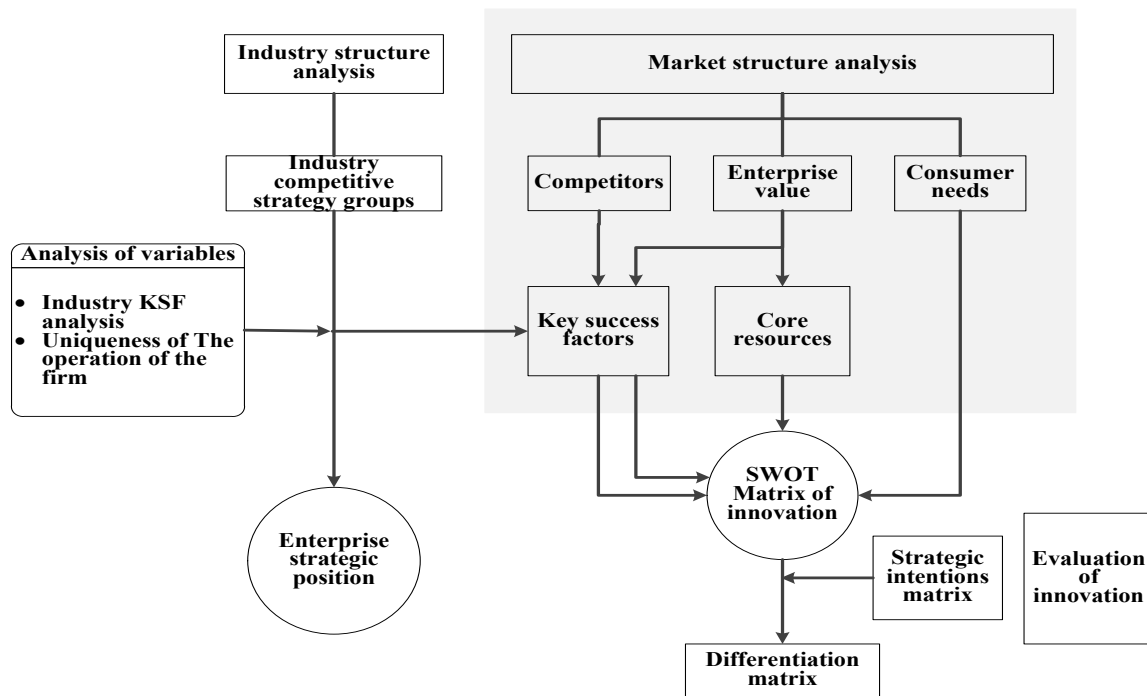 Industry structure
analysis
Market structure analysis
Industry
competitive
strategy groups
Competitors
Enterprise
value
Consumer
needs
Analysis of variables
• Industry KSF
analysis
• Uniqueness of The
operation of the
firm
Key success
factors
Core
resources
SWOT
Matrix of
innovation
Enterprise
strategic
position
Strategic
intentions
matrix
Evaluation
of
innovation
Differentiation
matrix